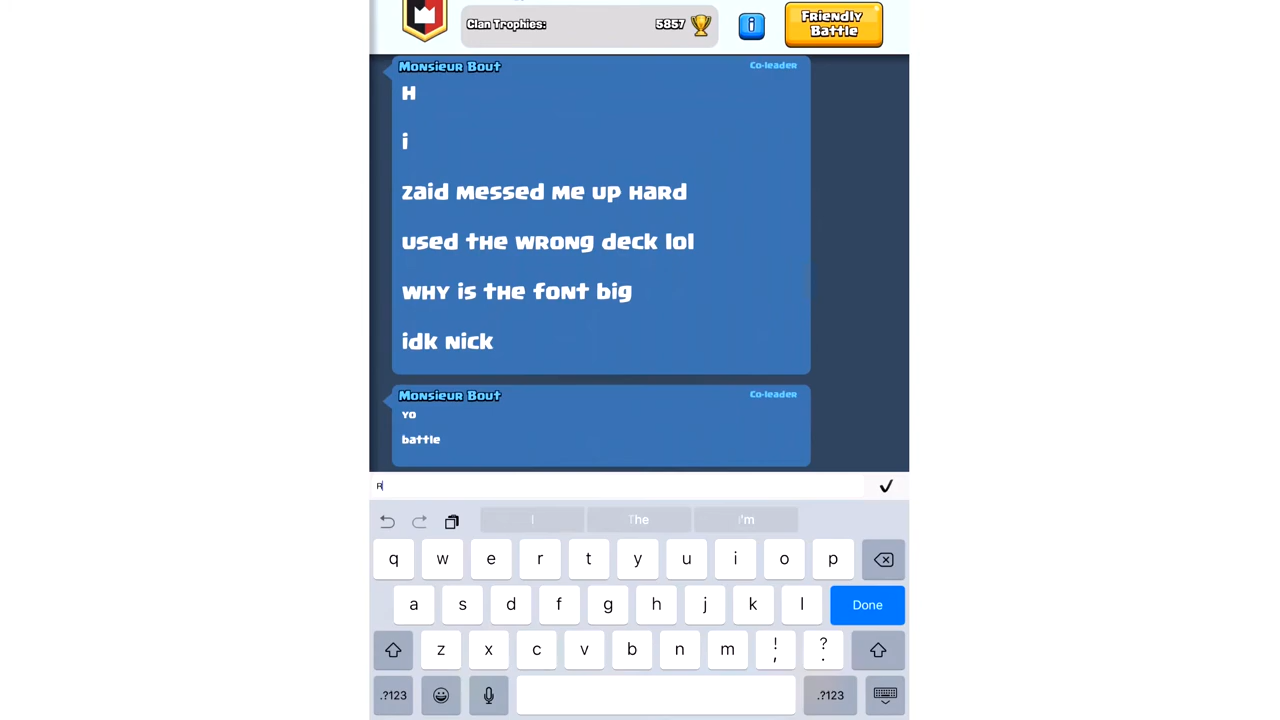 Clan Trophies: 5857
i
Friendly
Battle
Monsieur Bout Co-leader
H
i
zaid messed me up hard
used the wrong deck lol
why is the font big
idk nick
Monsieur Bout Co-leader
yo
battle
R
I The I'm
q w e r t y u i o p
a s d f g h j k l Done
z x c v b n m ! , ? .
.?123 .?123